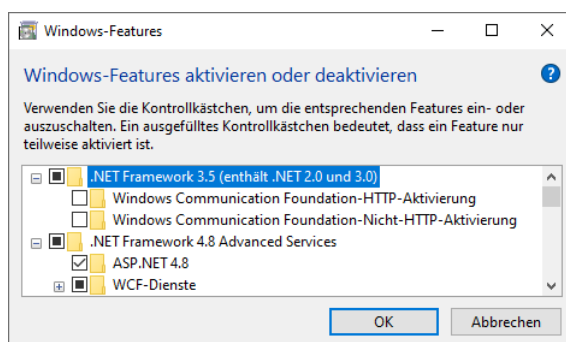 Windows-Features
Windows-Features aktivieren oder deaktivieren
Verwenden Sie die Kontrollkästchen, um die entsprechenden Features ein- oder
auszuschalten. Ein ausgefülltes Kontrollkästchen bedeutet, dass ein Feature nur
teilweise aktiviert ist.
.NET Framework 3.5 (enthält .NET 2.0 und 3.0)
Windows Communication Foundation-HTTP-Aktivierung
Windows Communication Foundation-Nicht-HTTP-Aktivierung
.NET Framework 4.8 Advanced Services
ASP.NET 4.8
WCF-Dienste
OK
Abbrechen